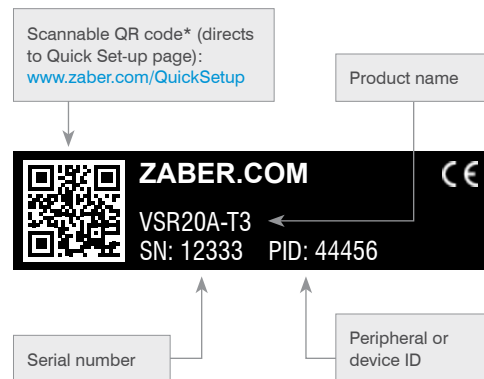 Scannable QR code* (directs
to Quick Set-up page):
www.zaber.com/QuickSetup
Product name
ZABER.COM
CE
VSR20A-T3
SN: 12333 PID: 44456
Serial number
Peripheral or
device ID